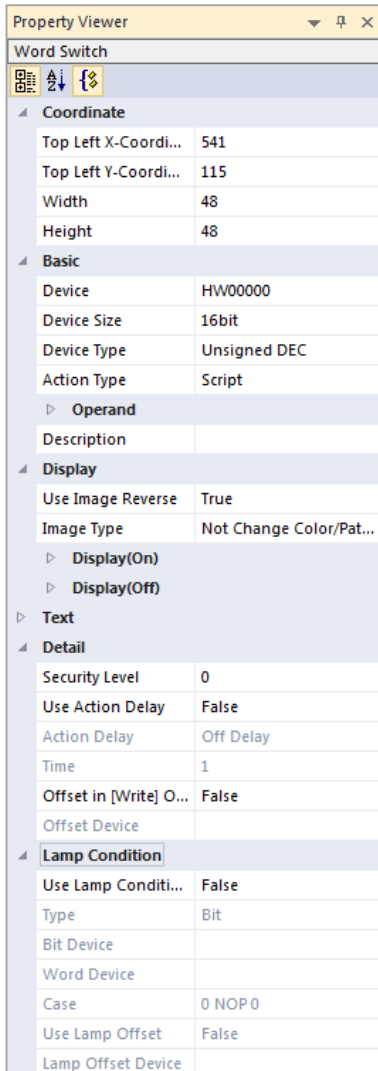 Property Viewer
Word Switch
Coordinate
Top Left X-Coordi... 541
Top Left Y-Coordi... 115
Width 48
Height 48
Basic
Device HW00000
Device Size 16bit
Device Type Unsigned DEC
Action Type Script
Operand
Description
Display
Use Image Reverse True
Image Type Not Change Color/Pat...
Display(On)
Display(Off)
Text
Detail
Security Level 0
Use Action Delay False
Action Delay Off Delay
Time 1
Offset in [Write] O... False
Offset Device
Lamp Condition
Use Lamp Conditi... False
Type Bit
Bit Device
Word Device
Case 0 NOP 0
Use Lamp Offset False
Lamp Offset Device